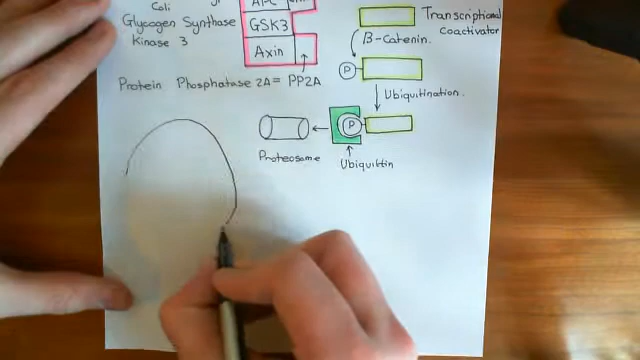 Coli
APC
Glycogen Synthase
Kinase 3
GSK3
Axin
Protein Phosphatase 2A = PP2A
Transcriptional
coactivator
β-catenin.
P
Ubiquitination.
P
Proteosome
Ubiquitin